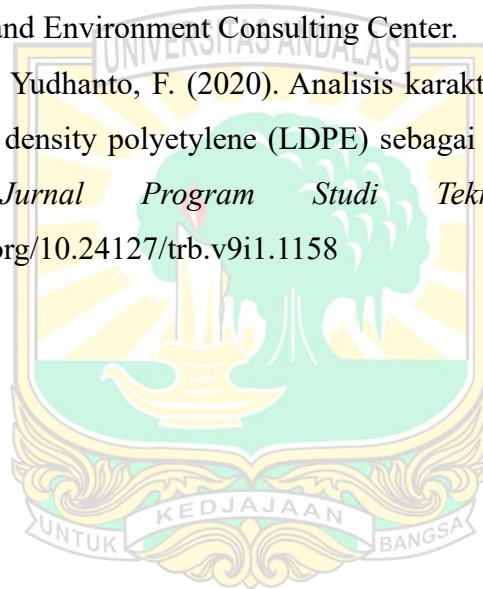 and Environment Consulting Center.
UNIVERSITAS ANDALAS
Yudhanto, F. (2020). Analisis karakt
density polyetylene (LDPE) sebagai
Jurnal Program Studi Tekn
org/10.24127/trb.v9i1.1158
KEDJAJAAN
UNTUK BANGSA